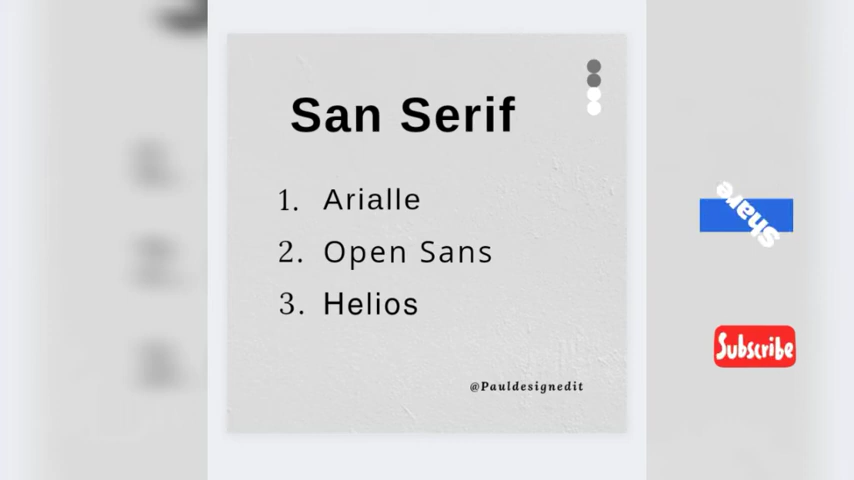 San Serif
1. Arialle
2. Open Sans
3. Helios
@Pauldesignedit
Share
Subscribe